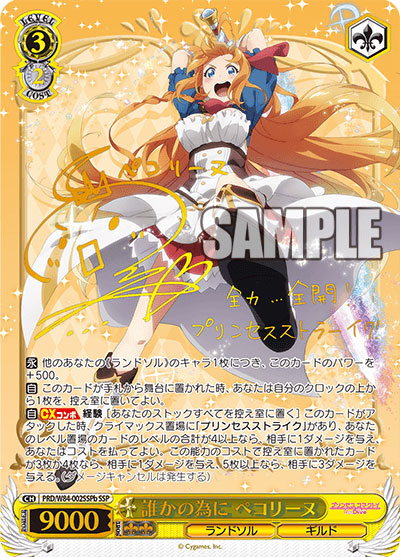 LEVEL
3
2
COST
ペコリーヌ
SAMPLE
全力…全開!
プリンセスストライク
永 他のあなたの《ランドソル》のキャラ1枚につき、このカードのパワーを
+500。
自 このカードが手札から舞台に置かれた時、あなたは自分のクロックの上か
ら1枚を、控え室に置いてよい。
自 CXコンボ 経験 [あなたのストックすべてを控え室に置く] このカードがア
タックした時、クライマックス置場に「プリンセスストライク」があり、あなたの
レベル置場のカードのレベルの合計が4以上なら、相手に1ダメージを与え、
あなたはコストを払ってよい。この能力のコストで控え室に置かれたカード
が3枚か4枚なら、相手に1ダメージを与え、5枚以上なら、相手に3ダメージを
与える。(ダメージキャンセルは発生する)
PRD/W84-002SSPb SSP
POWER
9000
SOUL
誰かの為に ペコリーヌ
ランドソル
ギルド
© Cygames, Inc.